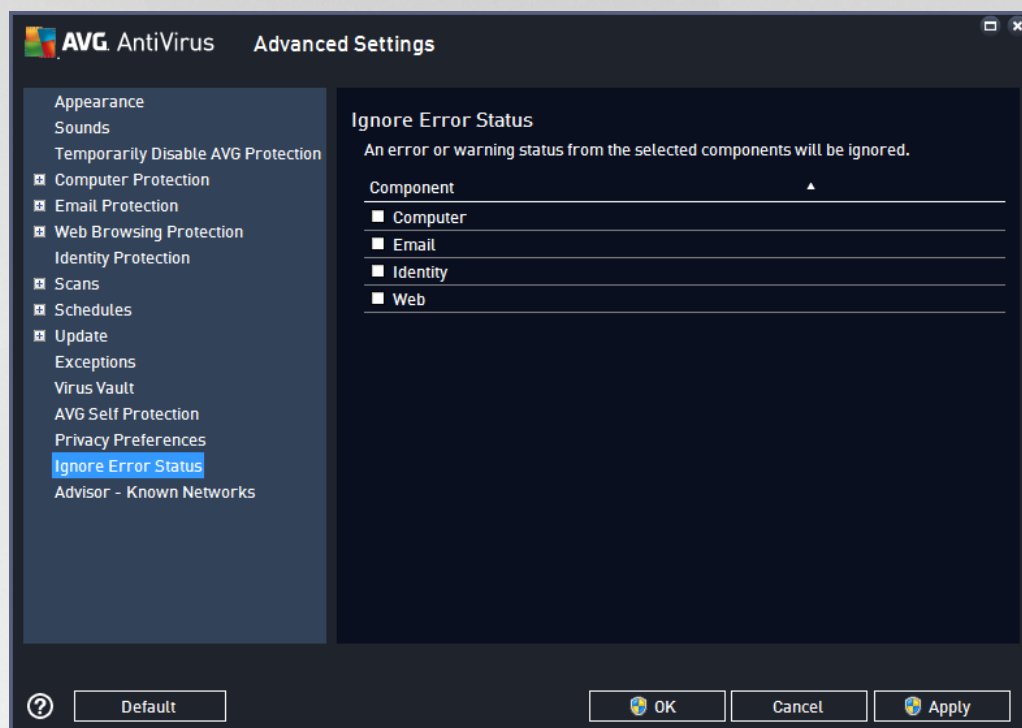 AVG. AntiVirus Advanced Settings
Appearance
Sounds
Temporarily Disable AVG Protection
Computer Protection
Email Protection
Web Browsing Protection
Identity Protection
Scans
Schedules
Update
Exceptions
Virus Vault
AVG Self Protection
Privacy Preferences
Ignore Error Status
Advisor - Known Networks
Ignore Error Status
An error or warning status from the selected components will be ignored.
Component
Computer
Email
Identity
Web
? Default OK Cancel Apply